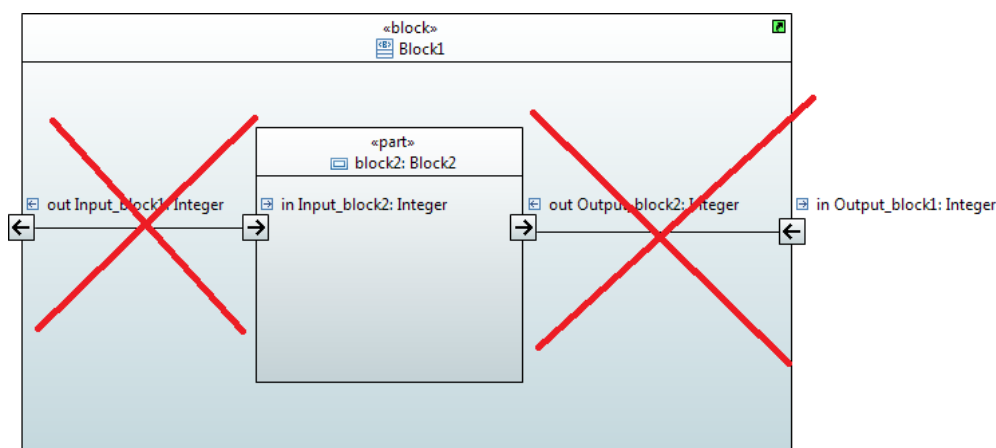 «block»
Block1
«part»
block2: Block2
out Input_block1: Integer
in Input_block2: Integer
out Output_block2: Integer
in Output_block1: Integer